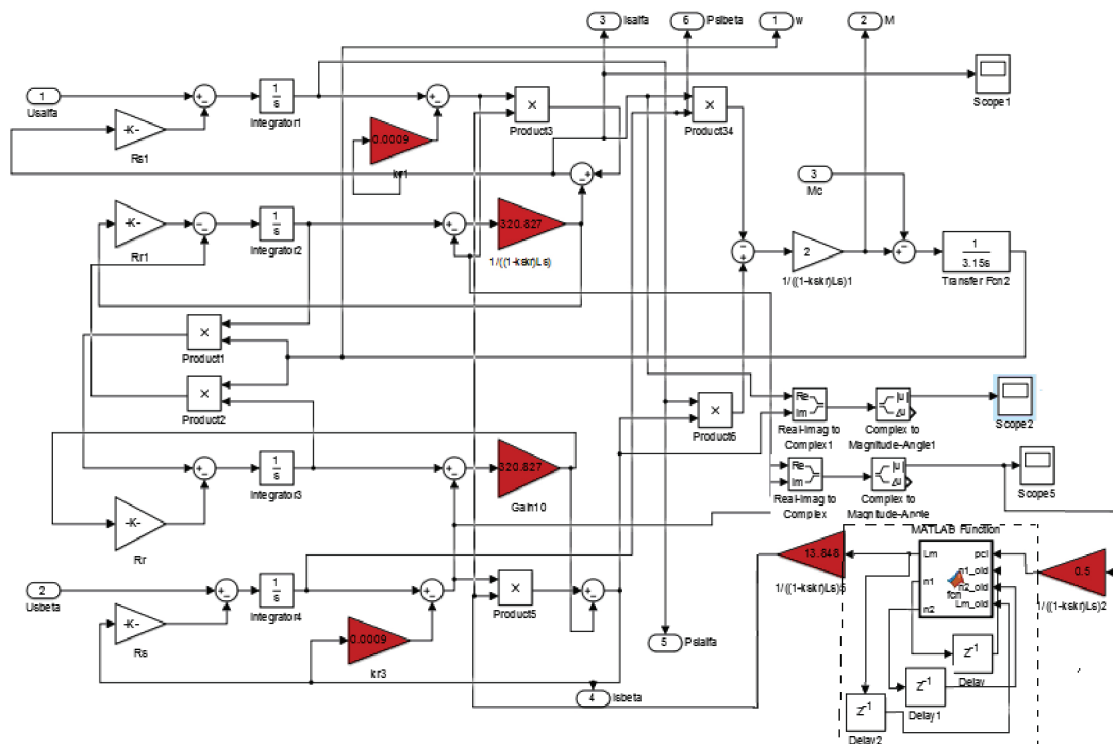 3 Isalfa
6 Psibeta
1 w
2 M
1
Usalfa
-K-
Rs1
1
s
Integrator1
0.0009
kr1
×
Product3
×
Product34
Scope1
3
Mc
-K-
Rr1
1
s
Integrator2
320.827
1/((1-kskr)Ls)
2
1/((1-kskr)Ls)1
1
3.15s
Transfer Fcn2
×
Product1
×
Product2
×
Product6
Re
Im
Real-Imag to
Complex1
|u|
∆u
Complex to
Magnitude-Angle1
Scope2
-K-
Rr
1
s
Integrator3
320.827
Gain10
Re
Im
Real-Imag to
Complex
|u|
∆u
Complex to
Magnitude-Angle
Scope5
2
Usbeta
-K-
Rs
1
s
Integrator4
0.0009
kr3
×
Product5
5
Psialfa
4
Isbeta
13.846
1/((1-kskr)Ls)5
MATLAB Function
Lm
n1
n2
fcn
pcl
n1_old
n2_old
Lm_old
0.5
1/((1-kskr)Ls)2
Z-1
Delay
Z-1
Delay1
Z-1
Delay2